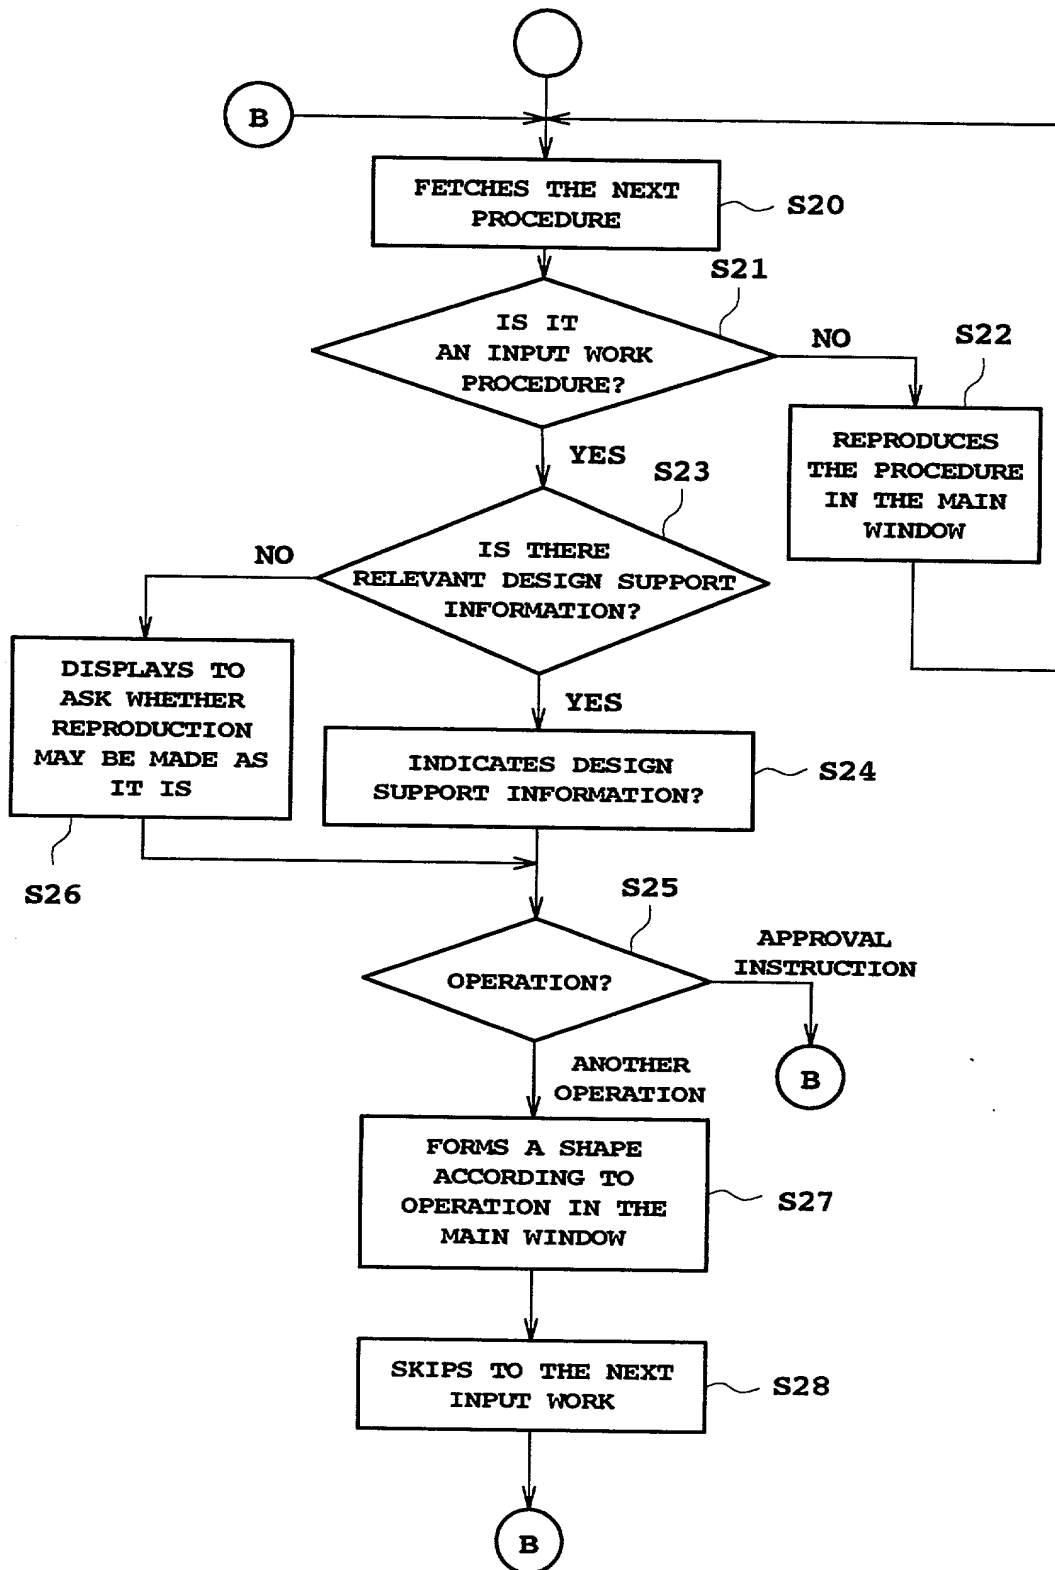 B
FETCHES THE NEXT
PROCEDURE
S20
S21
IS IT
AN INPUT WORK
PROCEDURE?
NO
S22
REPRODUCES
THE PROCEDURE
IN THE MAIN
WINDOW
YES
S23
IS THERE
RELEVANT DESIGN SUPPORT
INFORMATION?
NO
DISPLAYS TO
ASK WHETHER
REPRODUCTION
MAY BE MADE AS
IT IS
S26
YES
INDICATES DESIGN
SUPPORT INFORMATION?
S24
S25
OPERATION?
APPROVAL
INSTRUCTION
B
ANOTHER
OPERATION
FORMS A SHAPE
ACCORDING TO
OPERATION IN THE
MAIN WINDOW
S27
SKIPS TO THE NEXT
INPUT WORK
S28
B